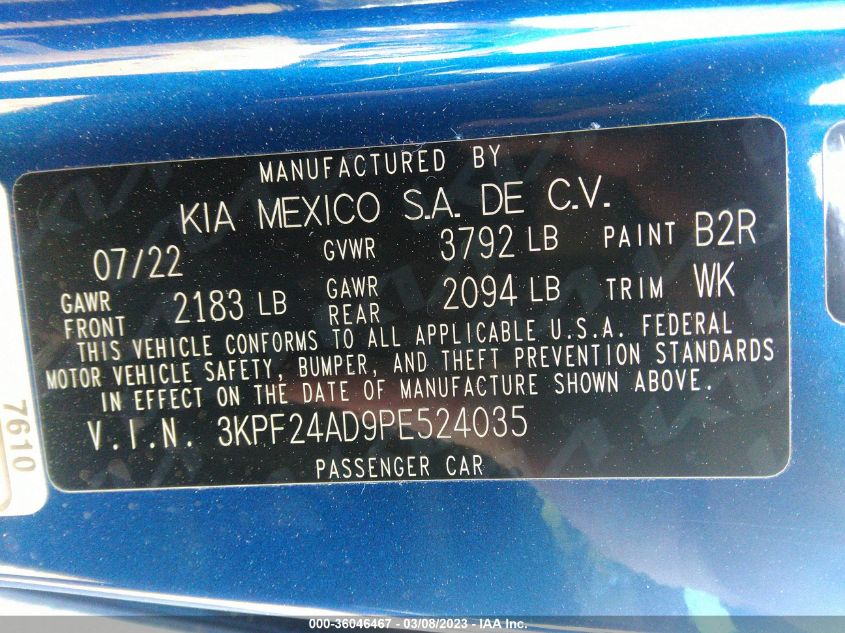 MANUFACTURED BY
KIA MEXICO S.A. DE C.V.
07/22 GVWR 3792 LB PAINT B2R
GAWR FRONT 2183 LB GAWR REAR 2094 LB TRIM WK
THIS VEHICLE CONFORMS TO ALL APPLICABLE U.S.A. FEDERAL
MOTOR VEHICLE SAFETY, BUMPER, AND THEFT PREVENTION STANDARDS
IN EFFECT ON THE DATE OF MANUFACTURE SHOWN ABOVE.
V.I.N. 3KPF24AD9PE524035
PASSENGER CAR
7610
000-36046467 - 03/08/2023 - IAA Inc.